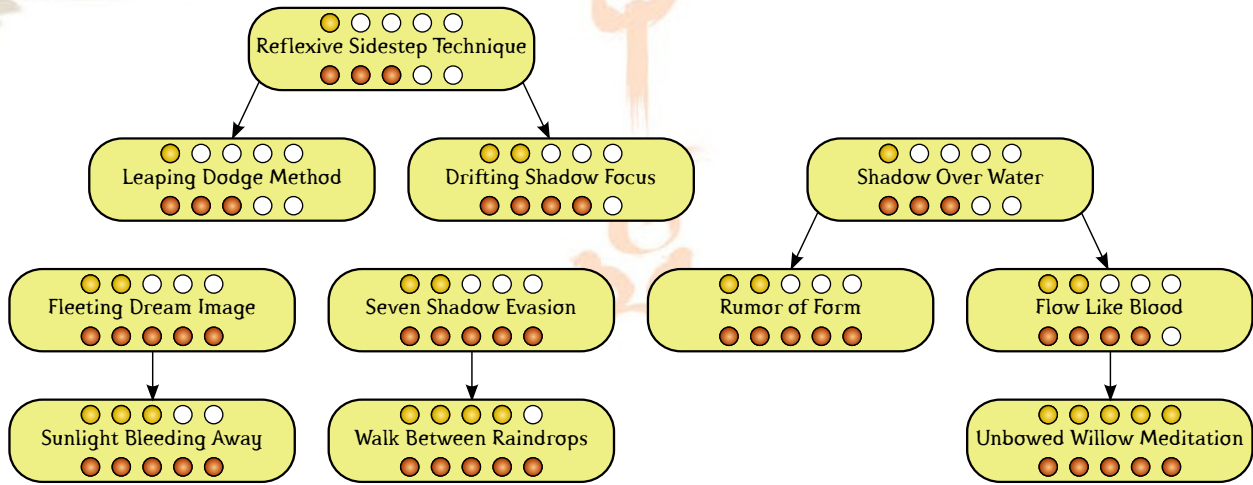 Reflexive Sidestep Technique
Leaping Dodge Method
Drifting Shadow Focus
Shadow Over Water
Fleeting Dream Image
Seven Shadow Evasion
Rumor of Form
Flow Like Blood
Sunlight Bleeding Away
Walk Between Raindrops
Unbowed Willow Meditation